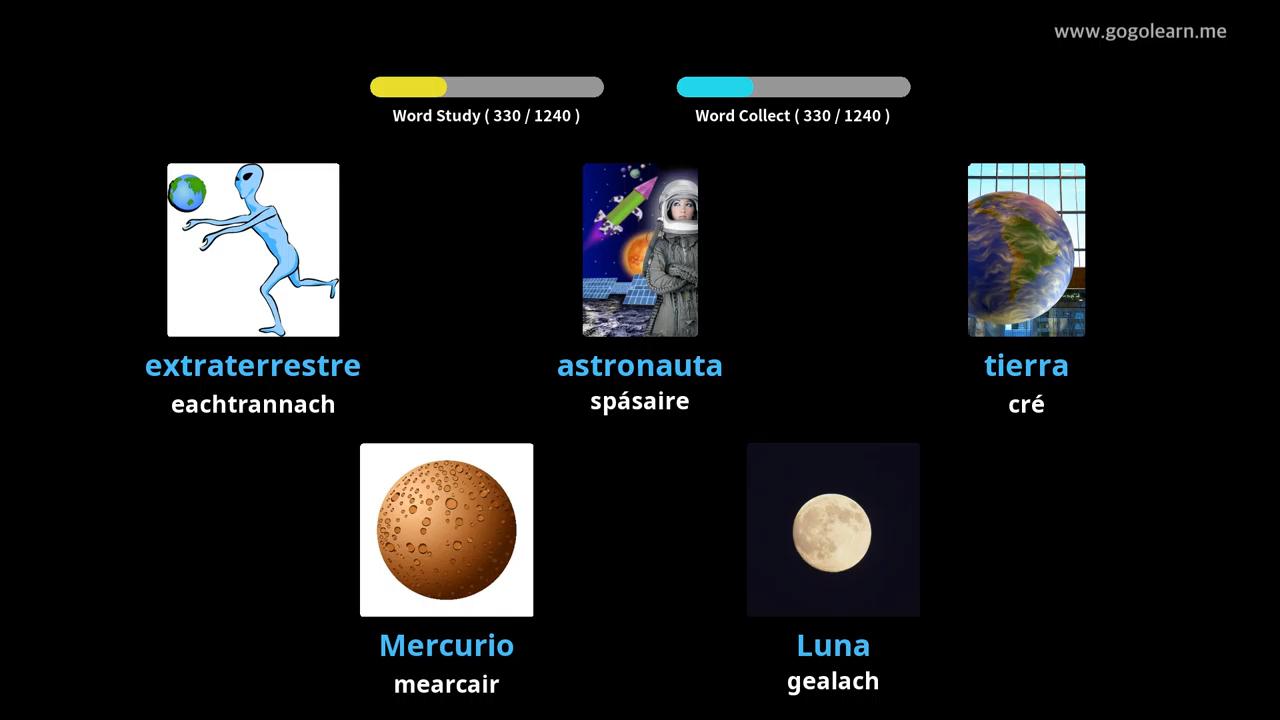 www.gogolearn.me
Word Study ( 330 / 1240 )
Word Collect ( 330 / 1240 )
extraterrestre
eachtrannach
astronauta
spásaire
tierra
cré
Mercurio
mearcair
Luna
gealach